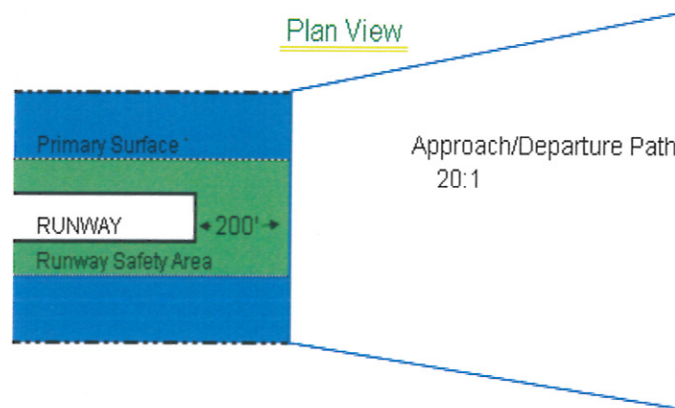 Plan View
Primary Surface
Approach/Departure Path
20:1
RUNWAY
200'
Runway Safety Area